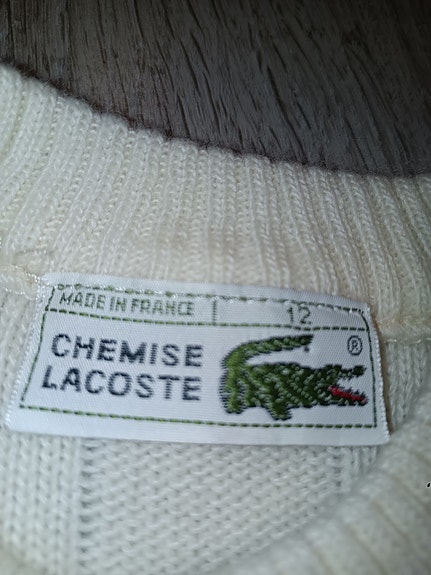 MADE IN FRANCE 12
CHEMISE
LACOSTE
®